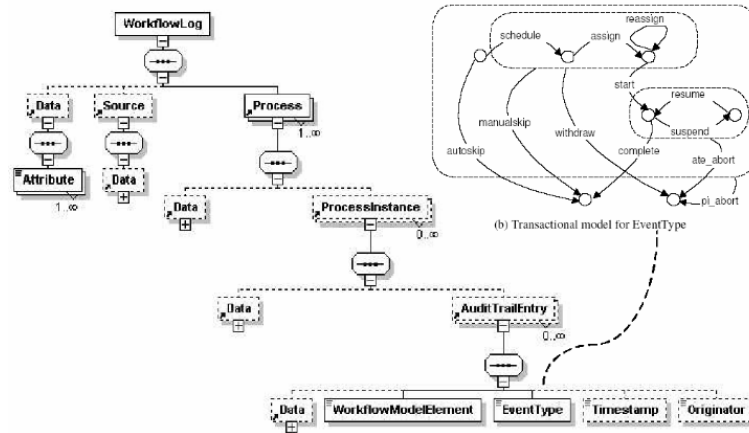 WorkflowLog
Data
Source
Process
1..∞
Attribute
1..∞
Data
Data
ProcessInstance
0..∞
Data
AuditTrailEntry
0..∞
Data
WorkflowModelElement
EventType
Timestamp
Originator
reassign
schedule
assign
start
resume
suspend
manualskip
withdraw
complete
autoskip
ate_abort
pi_abort
(b) Transactional model for EventType